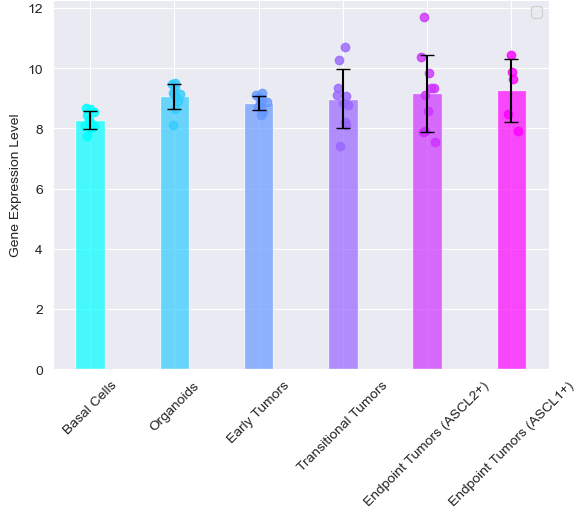 12
10
8
6
4
2
0
Gene Expression Level
Basal Cells
Organoids
Early Tumors
Transitional Tumors
Endpoint Tumors (ASCL2+)
Endpoint Tumors (ASCL1+)